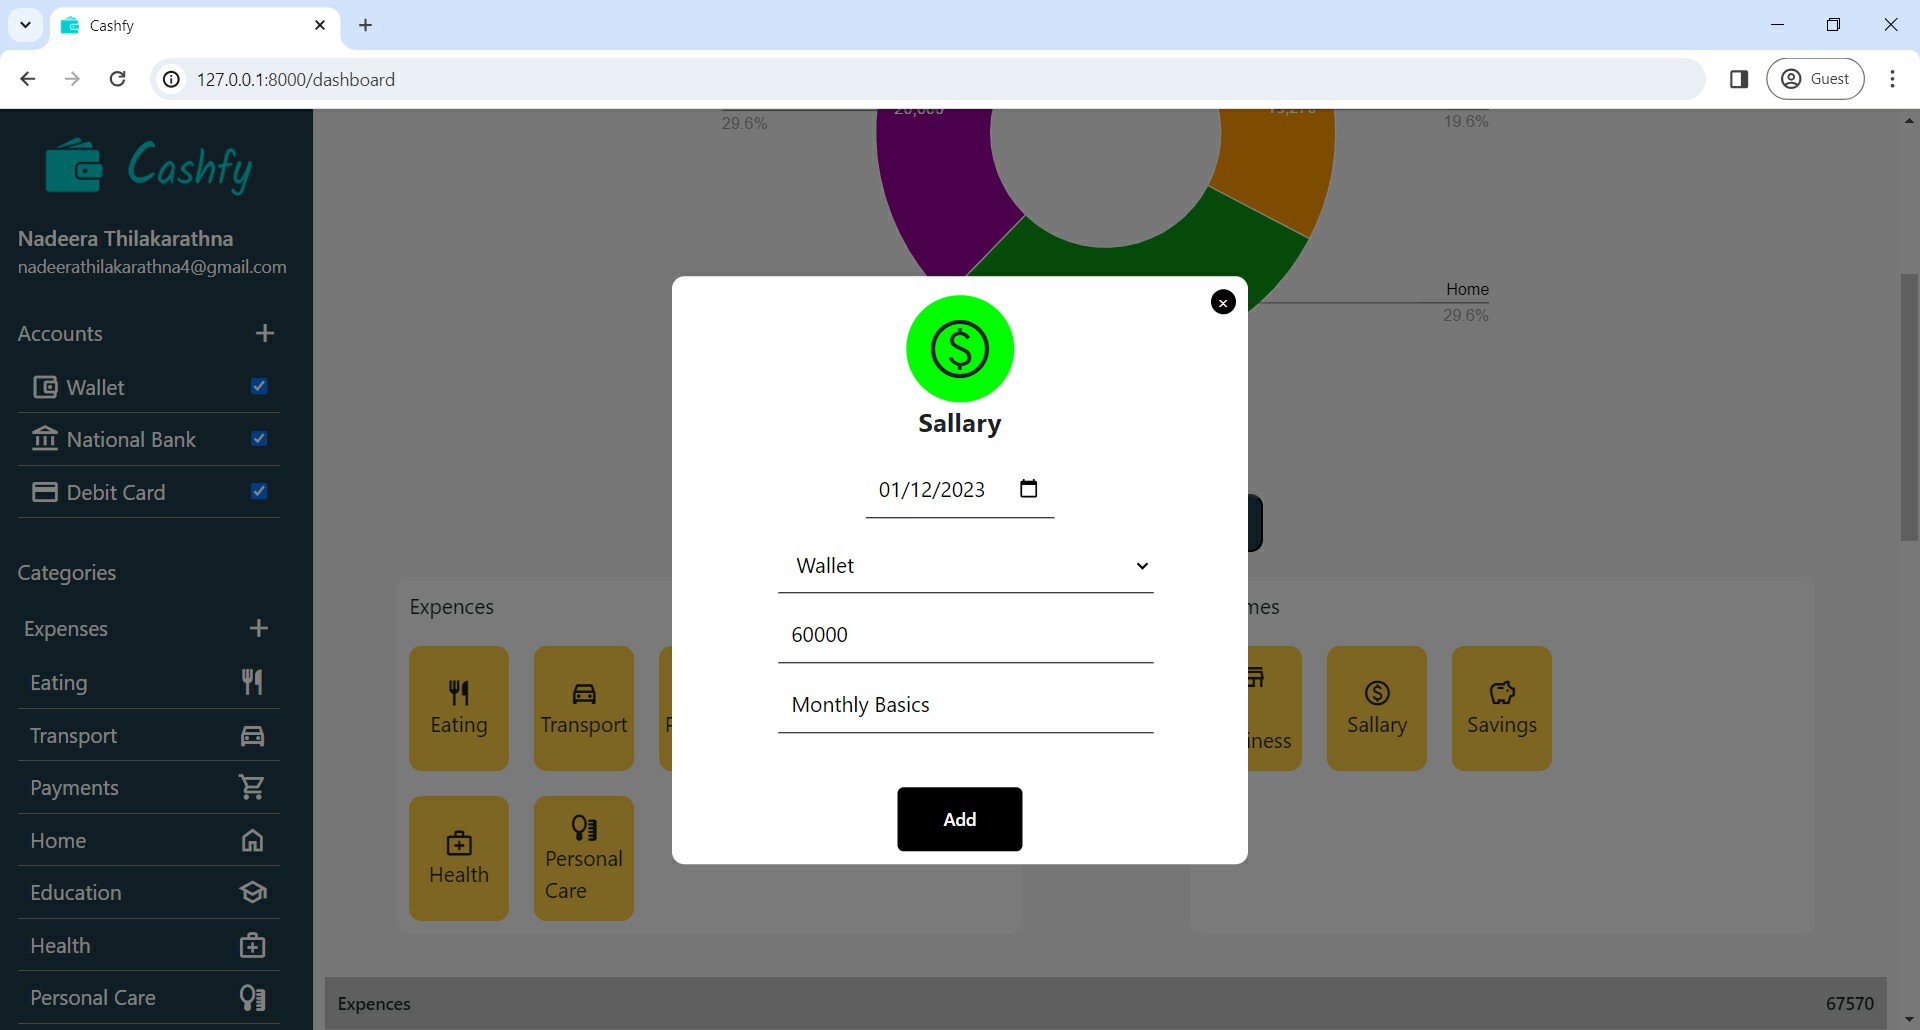 Cashfy
127.0.0.1:8000/dashboard
Guest
Cashfy
Nadeera Thilakarathna
nadeerathilakarathna4@gmail.com
Accounts
Wallet
National Bank
Debit Card
Categories
Expenses
Eating
Transport
Payments
Home
Education
Health
Personal Care
29.6%
19.6%
Home
29.6%
Sallary
01/12/2023
Wallet
60000
Monthly Basics
Add
Expences
Eating
Transport
Health
Personal
Care
mes
iness
Sallary
Savings
Expences
67570